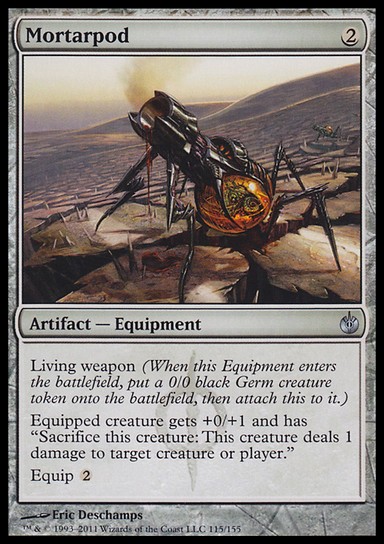 Mortarpod 2
Artifact — Equipment
Living weapon (When this Equipment enters
the battlefield, put a 0/0 black Germ creature
token onto the battlefield, then attach this to it.)
Equipped creature gets +0/+1 and has
“Sacrifice this creature: This creature deals 1
damage to target creature or player.”
Equip 2
Eric Deschamps
™ & © 1993–2011 Wizards of the Coast LLC 115/155